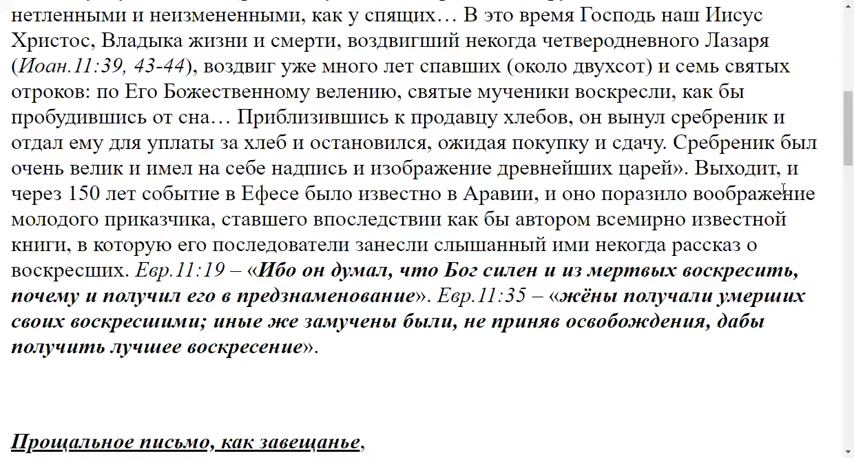 нетленными и неизмененными, как у спящих… В это время Господь наш Иисус
Христос, Владыка жизни и смерти, воздвигший некогда четверодневного Лазаря
(Иоан.11:39, 43-44), воздвиг уже много лет спавших (около двухсот) и семь святых
отроков: по Его Божественному велению, святые мученики воскресли, как бы
пробудившись от сна… Приблизившись к продавцу хлебов, он вынул сребреник и
отдал ему для уплаты за хлеб и остановился, ожидая покупку и сдачу. Сребреник был
очень велик и имел на себе надпись и изображение древнейших царей». Выходит, и
через 150 лет событие в Ефесе было известно в Аравии, и оно поразило воображение
молодого приказчика, ставшего впоследствии как бы автором всемирно известной
книги, в которую его последователи занесли слышанный ими некогда рассказ о
воскресших. Евр.11:19 – «Ибо он думал, что Бог силен и из мертвых воскресить,
почему и получил его в предзнаменование». Евр.11:35 – «жёны получали умерших
своих воскресшими; иные же замучены были, не приняв освобождения, дабы
получить лучшее воскресение».
Прощальное письмо, как завещанье,